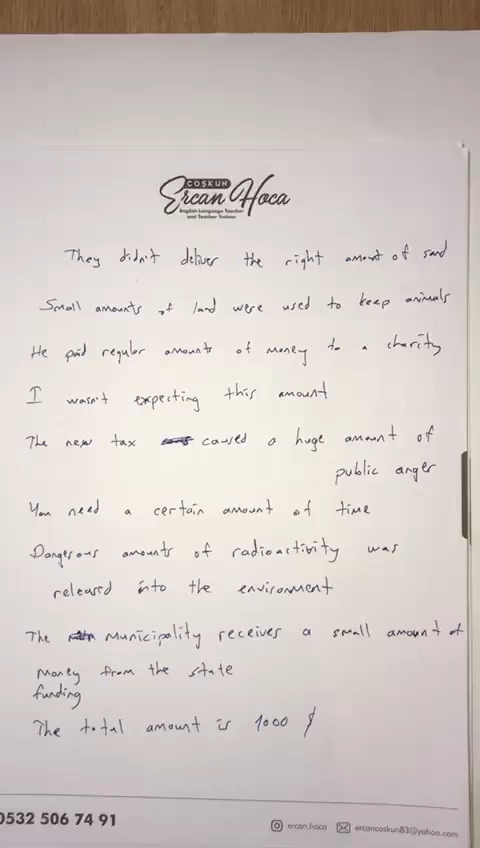 COŞKUN
Ercan Hoca
English Language Teacher
and Teacher Trainer
They didn't deliver the right amount of sand
Small amounts of land were used to keep animals
He paid regular amounts of money to a charity
I wasn't expecting this amount
The new tax caused a huge amount of
public anger
You need a certain amount of time
Dangerous amounts of radioactivity was
released into the environment
The Municipality receives a small amount of
money from the state
funding
The total amount is 1000 $
0532 506 74 91
ercan.hoca
ercancoskun83@yahoo.com